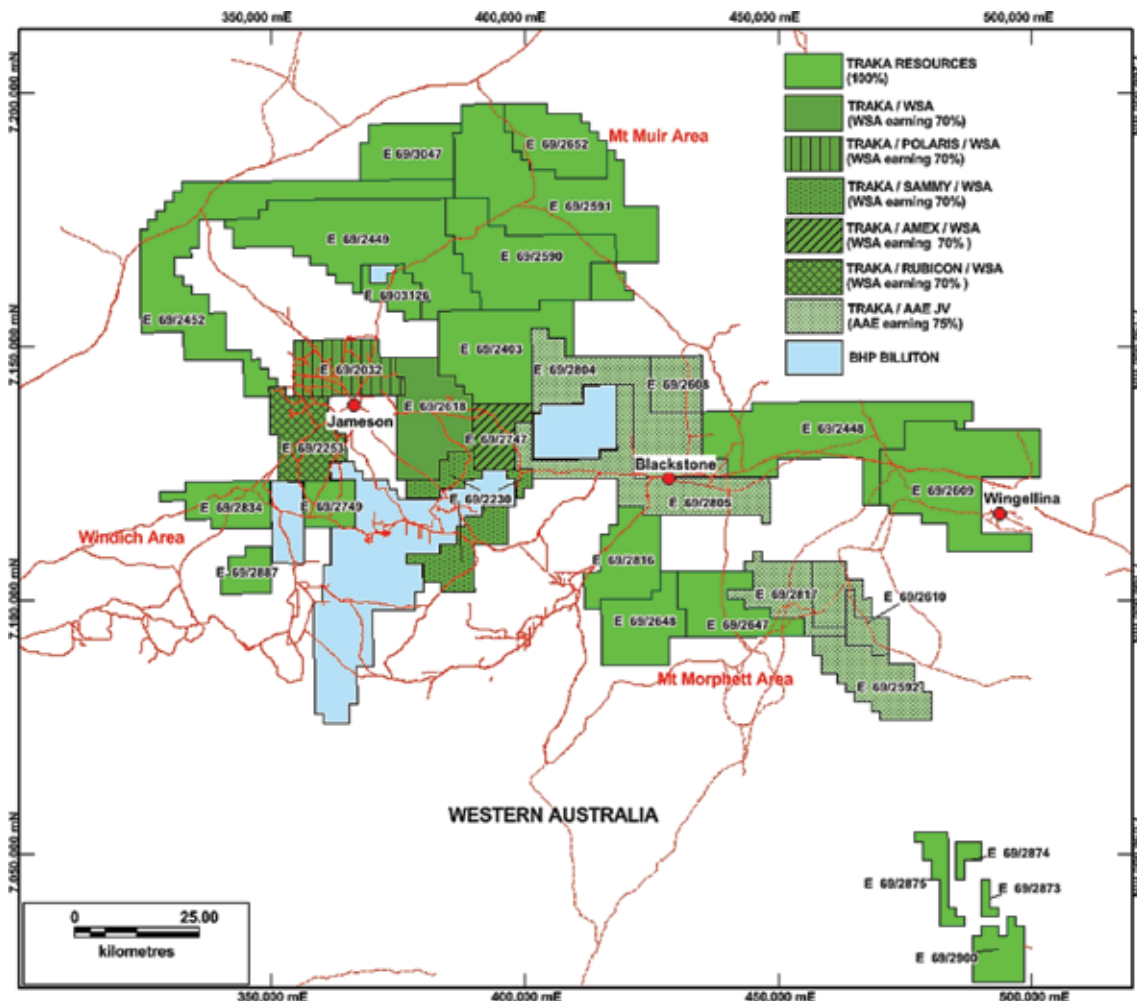 350,000 mE
400,000 mE
450,000 mE
500,000 mE
7,200,000 mN
TRAKA RESOURCES
(100%)
TRAKA / WSA
(WSA earning 70%)
TRAKA / POLARIS / WSA
(WSA earning 70%)
TRAKA / SAMMY / WSA
(WSA earning 70%)
TRAKA / AMEX / WSA
(WSA earning 70% )
TRAKA / RUBICON / WSA
(WSA earning 70% )
TRAKA / AAE JV
(AAE earning 75%)
BHP BILLITON
Mt Muir Area
E 69/2652
E 69/3047
E 69/2591
E 69/2449
E 69/2590
E 6903126
E 69/2452
7,150,000 mN
E 69/2403
E 69/2032
E 69/2804
E 69/2608
E 69/2618
Jameson
E 69/2747
E 69/2448
E 69/2253
Blackstone
E 69/2230
E 69/2609
E 69/2834
E 69/2749
E 69/2805
Wingellina
Windich Area
E 69/2816
E 69/2887
E 69/2817
E 69/2610
7,100,000 mN
E 69/2648
E 69/2647
Mt Morphett Area
E 69/2592
WESTERN AUSTRALIA
7,050,000 mN
E 69/2874
E 69/2875
E 69/2873
0 25.00
kilometres
E 69/2900
350,000 mE
400,000 mE
450,000 mE
500,000 mE